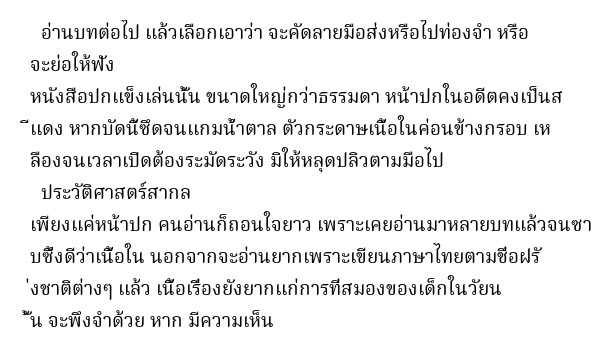 อ่านบทต่อไป แล้วเลือกเอาว่า จะคัดลายมือส่งหรือไปท่องจำ หรือ
จะย่อให้ฟัง
หนังสือปกแข็งเล่นนั้น ขนาดใหญ่กว่าธรรมดา หน้าปกในอดีตคงเป็นส
ีแดง หากบัดนี้ซีดจนแกมน้ำตาล ตัวกระดาษเนื้อในค่อนข้างกรอบ เห
ลืองจนเวลาเปิดต้องระมัดระวัง มิให้หลุดปลิวตามมือไป
ประวัติศาสตร์สากล
เพียงแค่หน้าปก คนอ่านก็ถอนใจยาว เพราะเคยอ่านมาหลายบทแล้วจนซา
บซึ้งดีว่าเนื้อใน นอกจากจะอ่านยากเพราะเขียนภาษาไทยตามชื่อฝรั
่งชาติต่างๆ แล้ว เนื้อเรื่องยังยากแก่การที่สมองของเด็กในวัยน
ั้น จะพึงจำด้วย หาก มีความเห็น